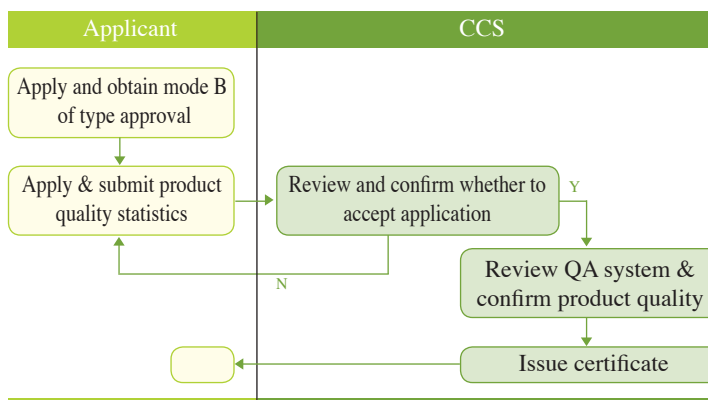 Applicant
CCS
Apply and obtain mode B
of type approval
Apply & submit product
quality statistics
Review and confirm whether to
accept application
Y
N
Review QA system &
confirm product quality
Issue certificate